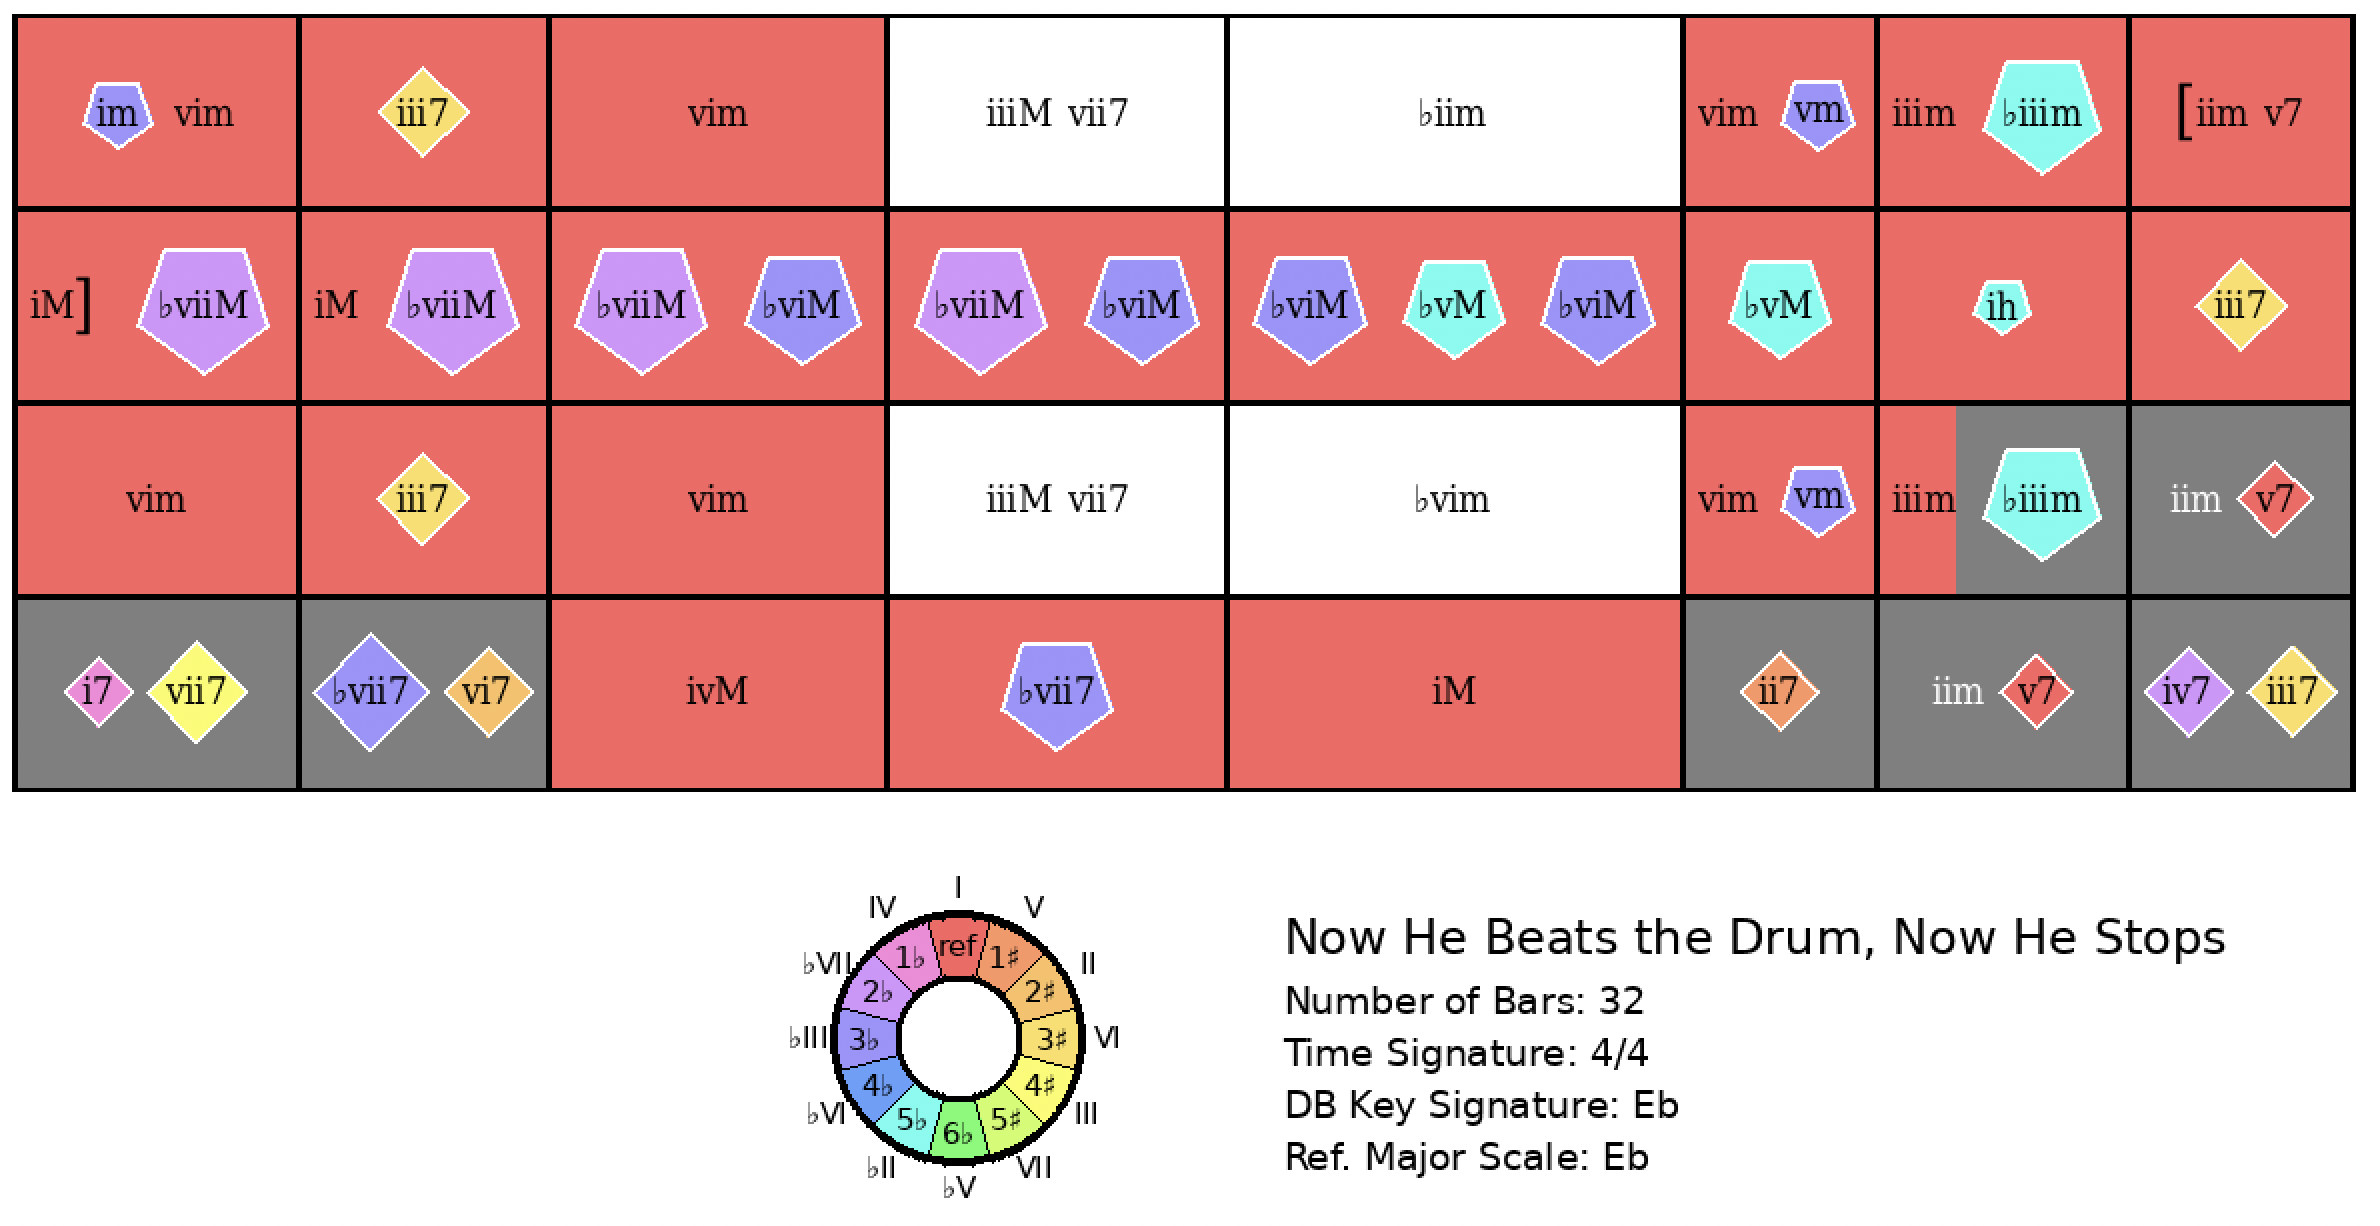 im vim iii7 vim iiiM vii7 ♭iim vim vm iiim ♭iiim [iim v7
iM] ♭viiM iM ♭viiM ♭viiM ♭viM ♭viiM ♭viM ♭viM ♭vM ♭viM ♭vM ih iii7
vim iii7 vim iiiM vii7 ♭vim vim vm iiim ♭iiim iim v7
i7 vii7 ♭vii7 vi7 ivM ♭vii7 iM ii7 iim v7 iv7 iii7
I
IV V
♭VII II
♭III VI
♭VI III
♭II VII
♭V
ref
1♭ 1♯
2♭ 2♯
3♭ 3♯
4♭ 4♯
5♭ 5♯
6♭
Now He Beats the Drum, Now He Stops
Number of Bars: 32
Time Signature: 4/4
DB Key Signature: Eb
Ref. Major Scale: Eb